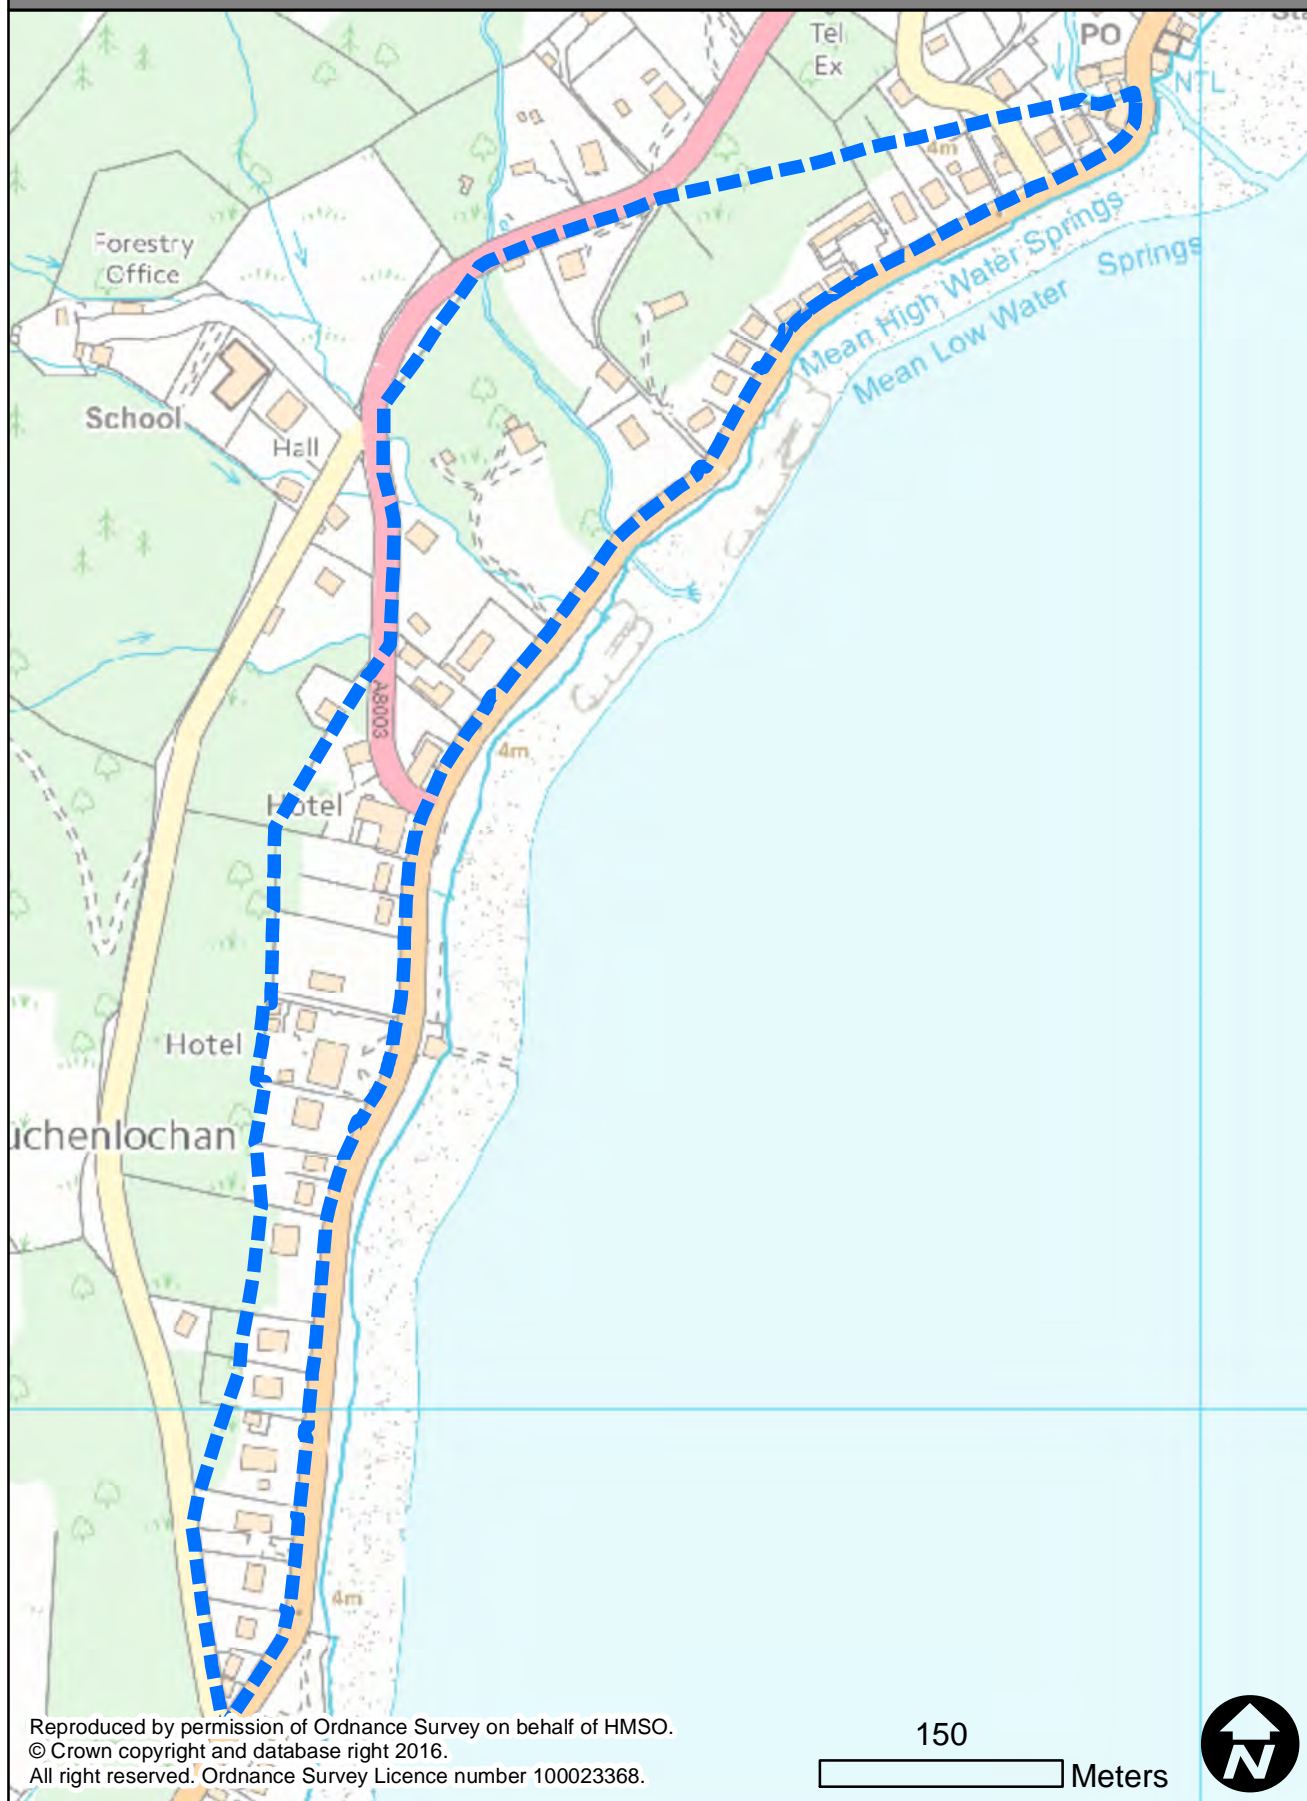 Tel
Ex
PO
NTL
4m
Forestry
Office
Mean High Water Springs
Mean Low Water Springs
School
Hall
A8003
4m
Hotel
Hotel
uchenlochan
4m
Reproduced by permission of Ordnance Survey on behalf of HMSO.
© Crown copyright and database right 2016.
All right reserved. Ordnance Survey Licence number 100023368.
150
Meters
N